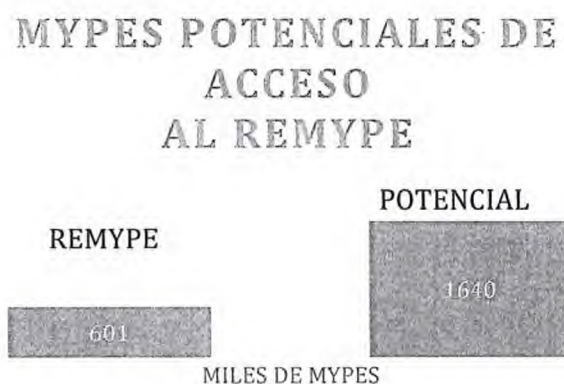 MYPES POTENCIALES DE
ACCESO
AL REMYPE
POTENCIAL
REMYPE
1640
601
MILES DE MYPES